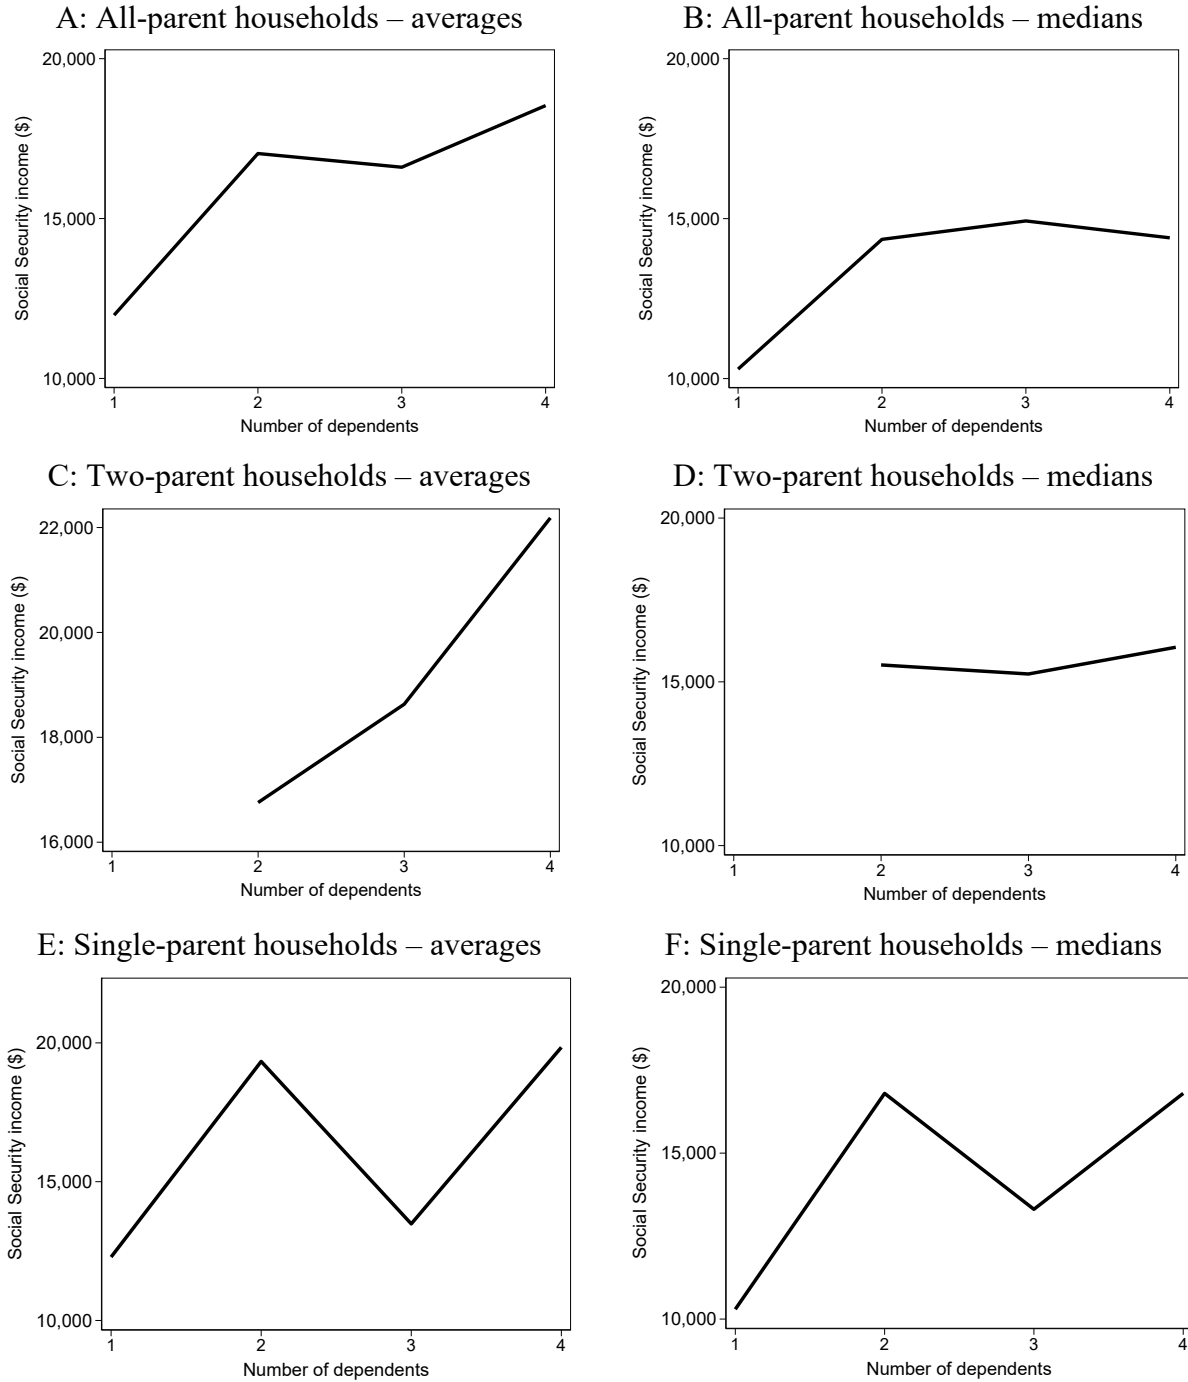 A: All-parent households – averages
20,000
15,000
10,000
Social Security income ($)
1 2 3 4
Number of dependents
B: All-parent households – medians
20,000
15,000
10,000
Social Security income ($)
1 2 3 4
Number of dependents
C: Two-parent households – averages
22,000
20,000
18,000
16,000
Social Security income ($)
1 2 3 4
Number of dependents
D: Two-parent households – medians
20,000
15,000
10,000
Social Security income ($)
1 2 3 4
Number of dependents
E: Single-parent households – averages
20,000
15,000
10,000
Social Security income ($)
1 2 3 4
Number of dependents
F: Single-parent households – medians
20,000
15,000
10,000
Social Security income ($)
1 2 3 4
Number of dependents